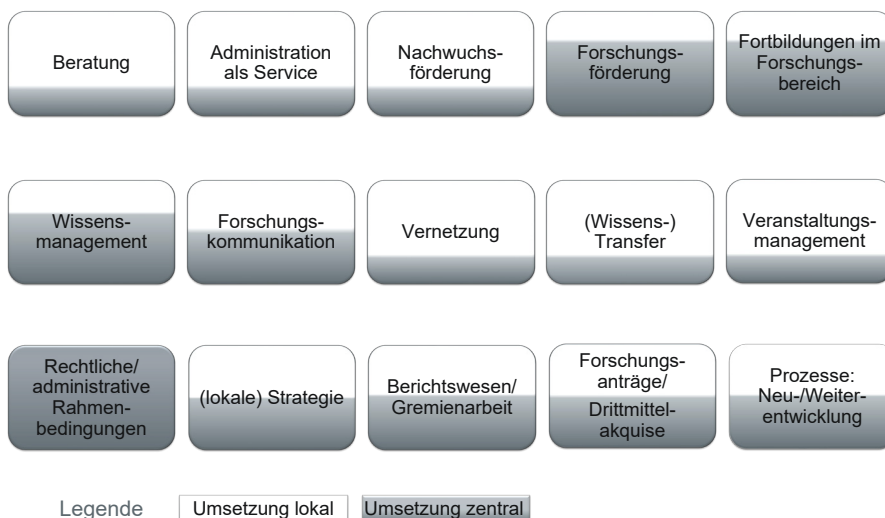 Beratung
Administration
als Service
Nachwuchs-
förderung
Forschungs-
förderung
Fortbildungen im
Forschungs-
bereich
Wissens-
management
Forschungs-
kommunikation
Vernetzung
(Wissens-)
Transfer
Veranstaltungs-
management
Rechtliche/
administrative
Rahmen-
bedingungen
(lokale) Strategie
Berichtswesen/
Gremienarbeit
Forschungs-
anträge/
Drittmittel-
akquise
Prozesse:
Neu-/Weiter-
entwicklung
Legende
Umsetzung lokal
Umsetzung zentral